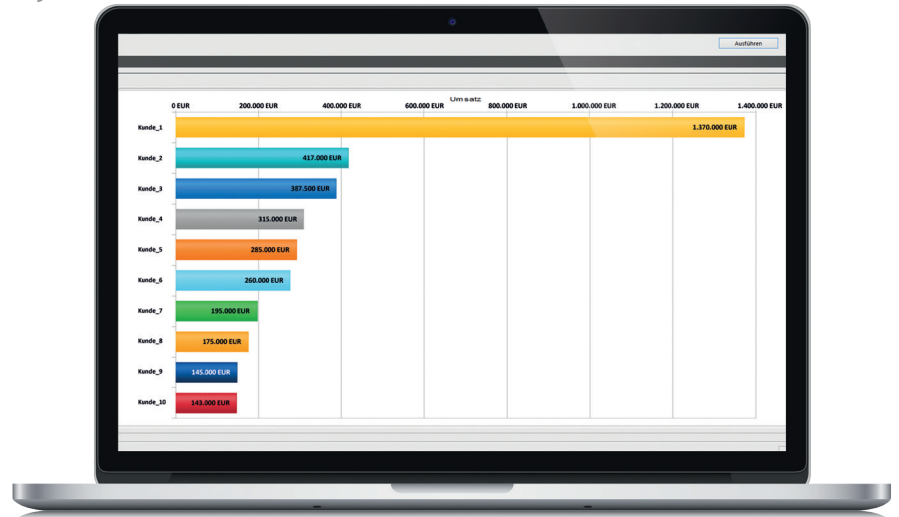 Ausführen
Umsatz
0 EUR 200.000 EUR 400.000 EUR 600.000 EUR 800.000 EUR 1.000.000 EUR 1.200.000 EUR 1.400.000 EUR
Kunde_1 1.370.000 EUR
Kunde_2 417.000 EUR
Kunde_3 387.500 EUR
Kunde_4 315.000 EUR
Kunde_5 285.000 EUR
Kunde_6 260.000 EUR
Kunde_7 195.000 EUR
Kunde_8 175.000 EUR
Kunde_9 145.000 EUR
Kunde_10 143.000 EUR